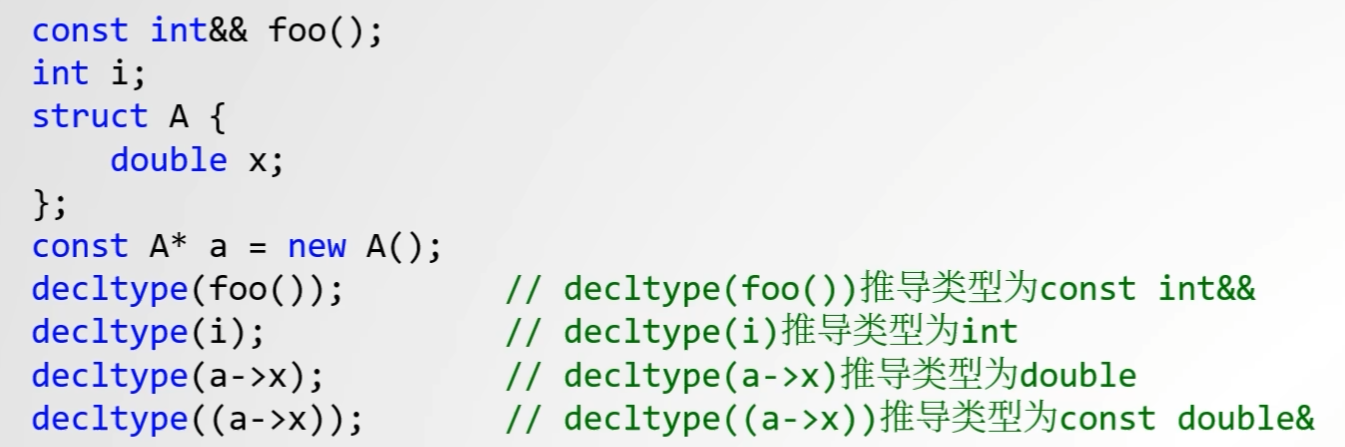 const int&& foo();
int i;
struct A {
    double x;
};
const A* a = new A();
decltype(foo());        // decltype(foo())推导类型为const int&&
decltype(i);            // decltype(i)推导类型为int
decltype(a->x);         // decltype(a->x)推导类型为double
decltype((a->x));       // decltype((a->x))推导类型为const double&